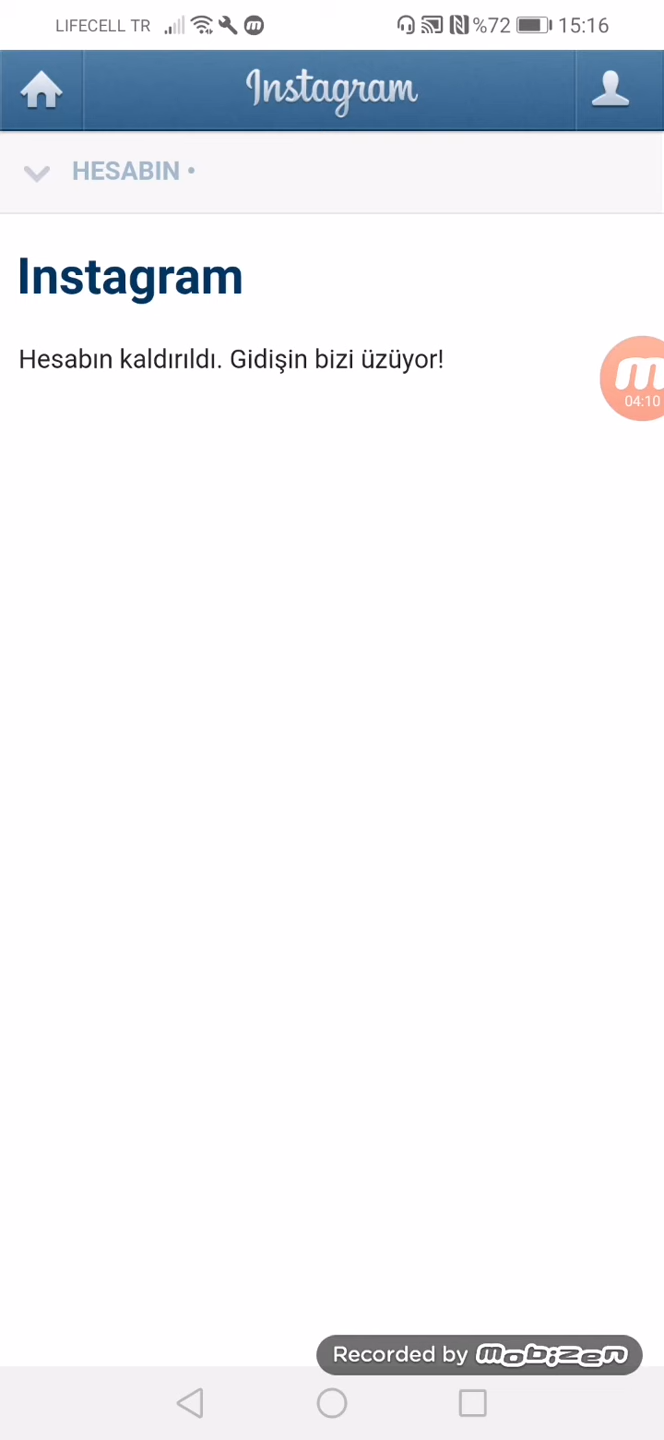 LIFECELL TR %72 15:16
Instagram
HESABIN •
Instagram
Hesabın kaldırıldı. Gidişin bizi üzüyor!
m
04:10
Recorded by mobizen